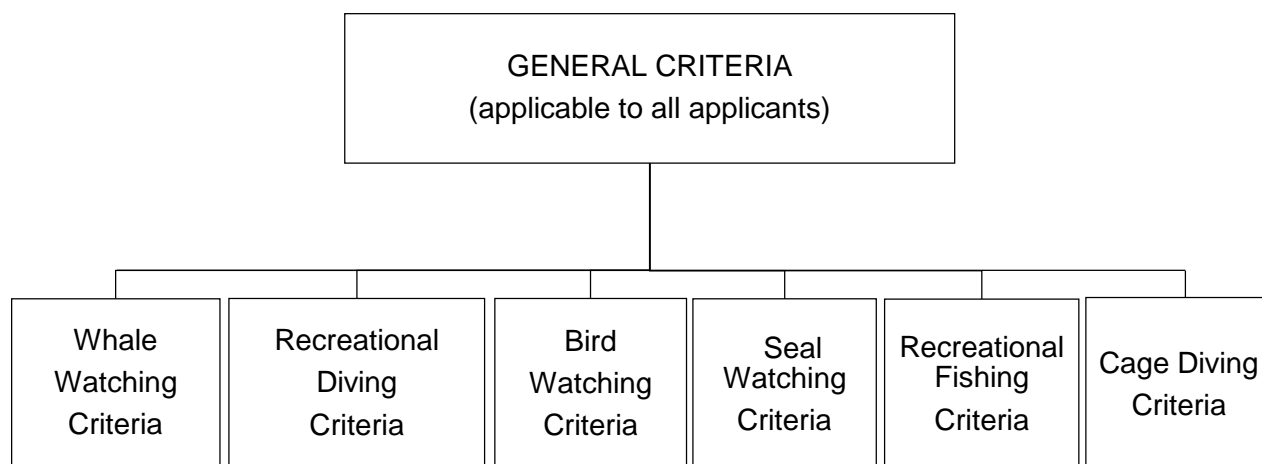 GENERAL CRITERIA
(applicable to all applicants)
Whale
Watching
Criteria
Recreational
Diving
Criteria
Bird
Watching
Criteria
Seal
Watching
Criteria
Recreational
Fishing
Criteria
Cage Diving
Criteria